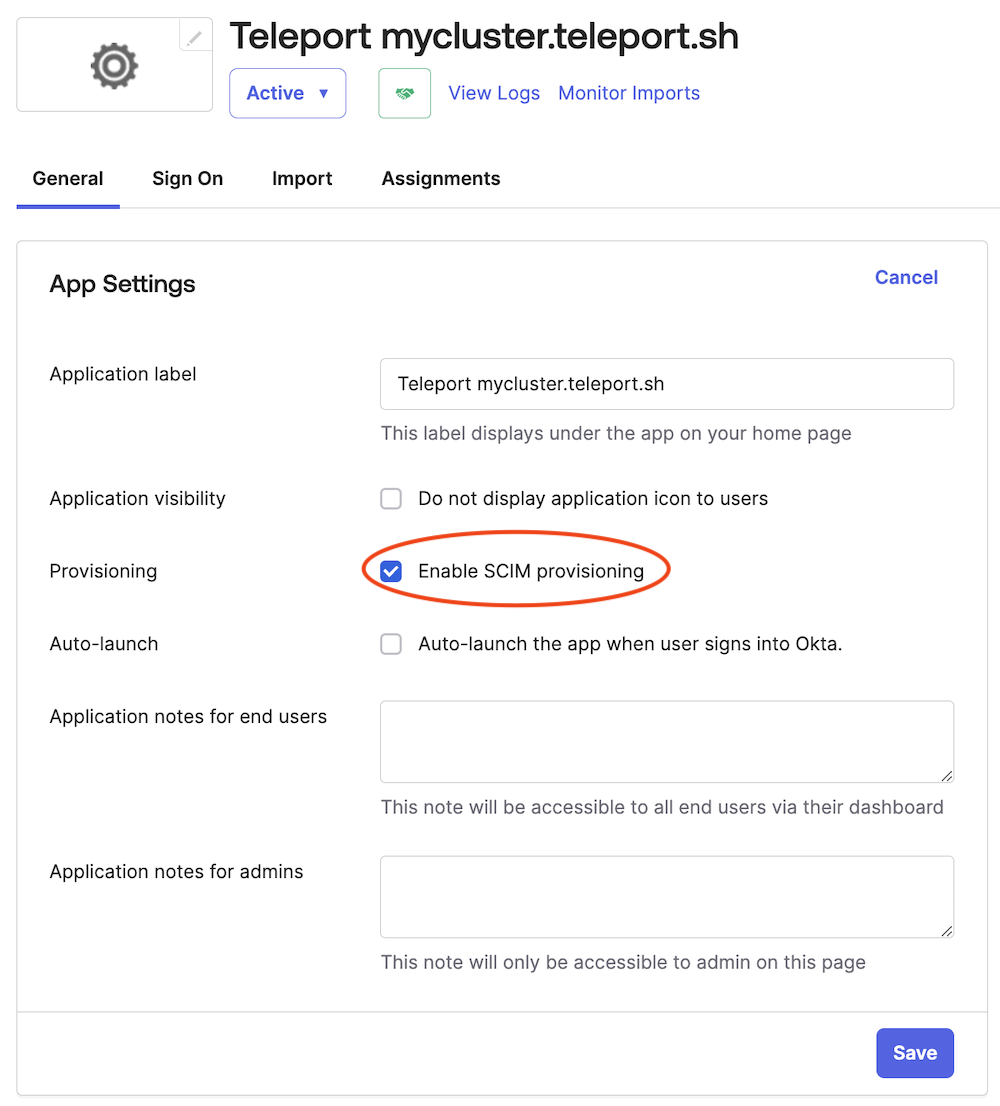 Teleport mycluster.teleport.sh
Active ▼ View Logs Monitor Imports
General Sign On Import Assignments
App Settings Cancel
Application label Teleport mycluster.teleport.sh
This label displays under the app on your home page
Application visibility Do not display application icon to users
Provisioning Enable SCIM provisioning
Auto-launch Auto-launch the app when user signs into Okta.
Application notes for end users
This note will be accessible to all end users via their dashboard
Application notes for admins
This note will only be accessible to admin on this page
Save